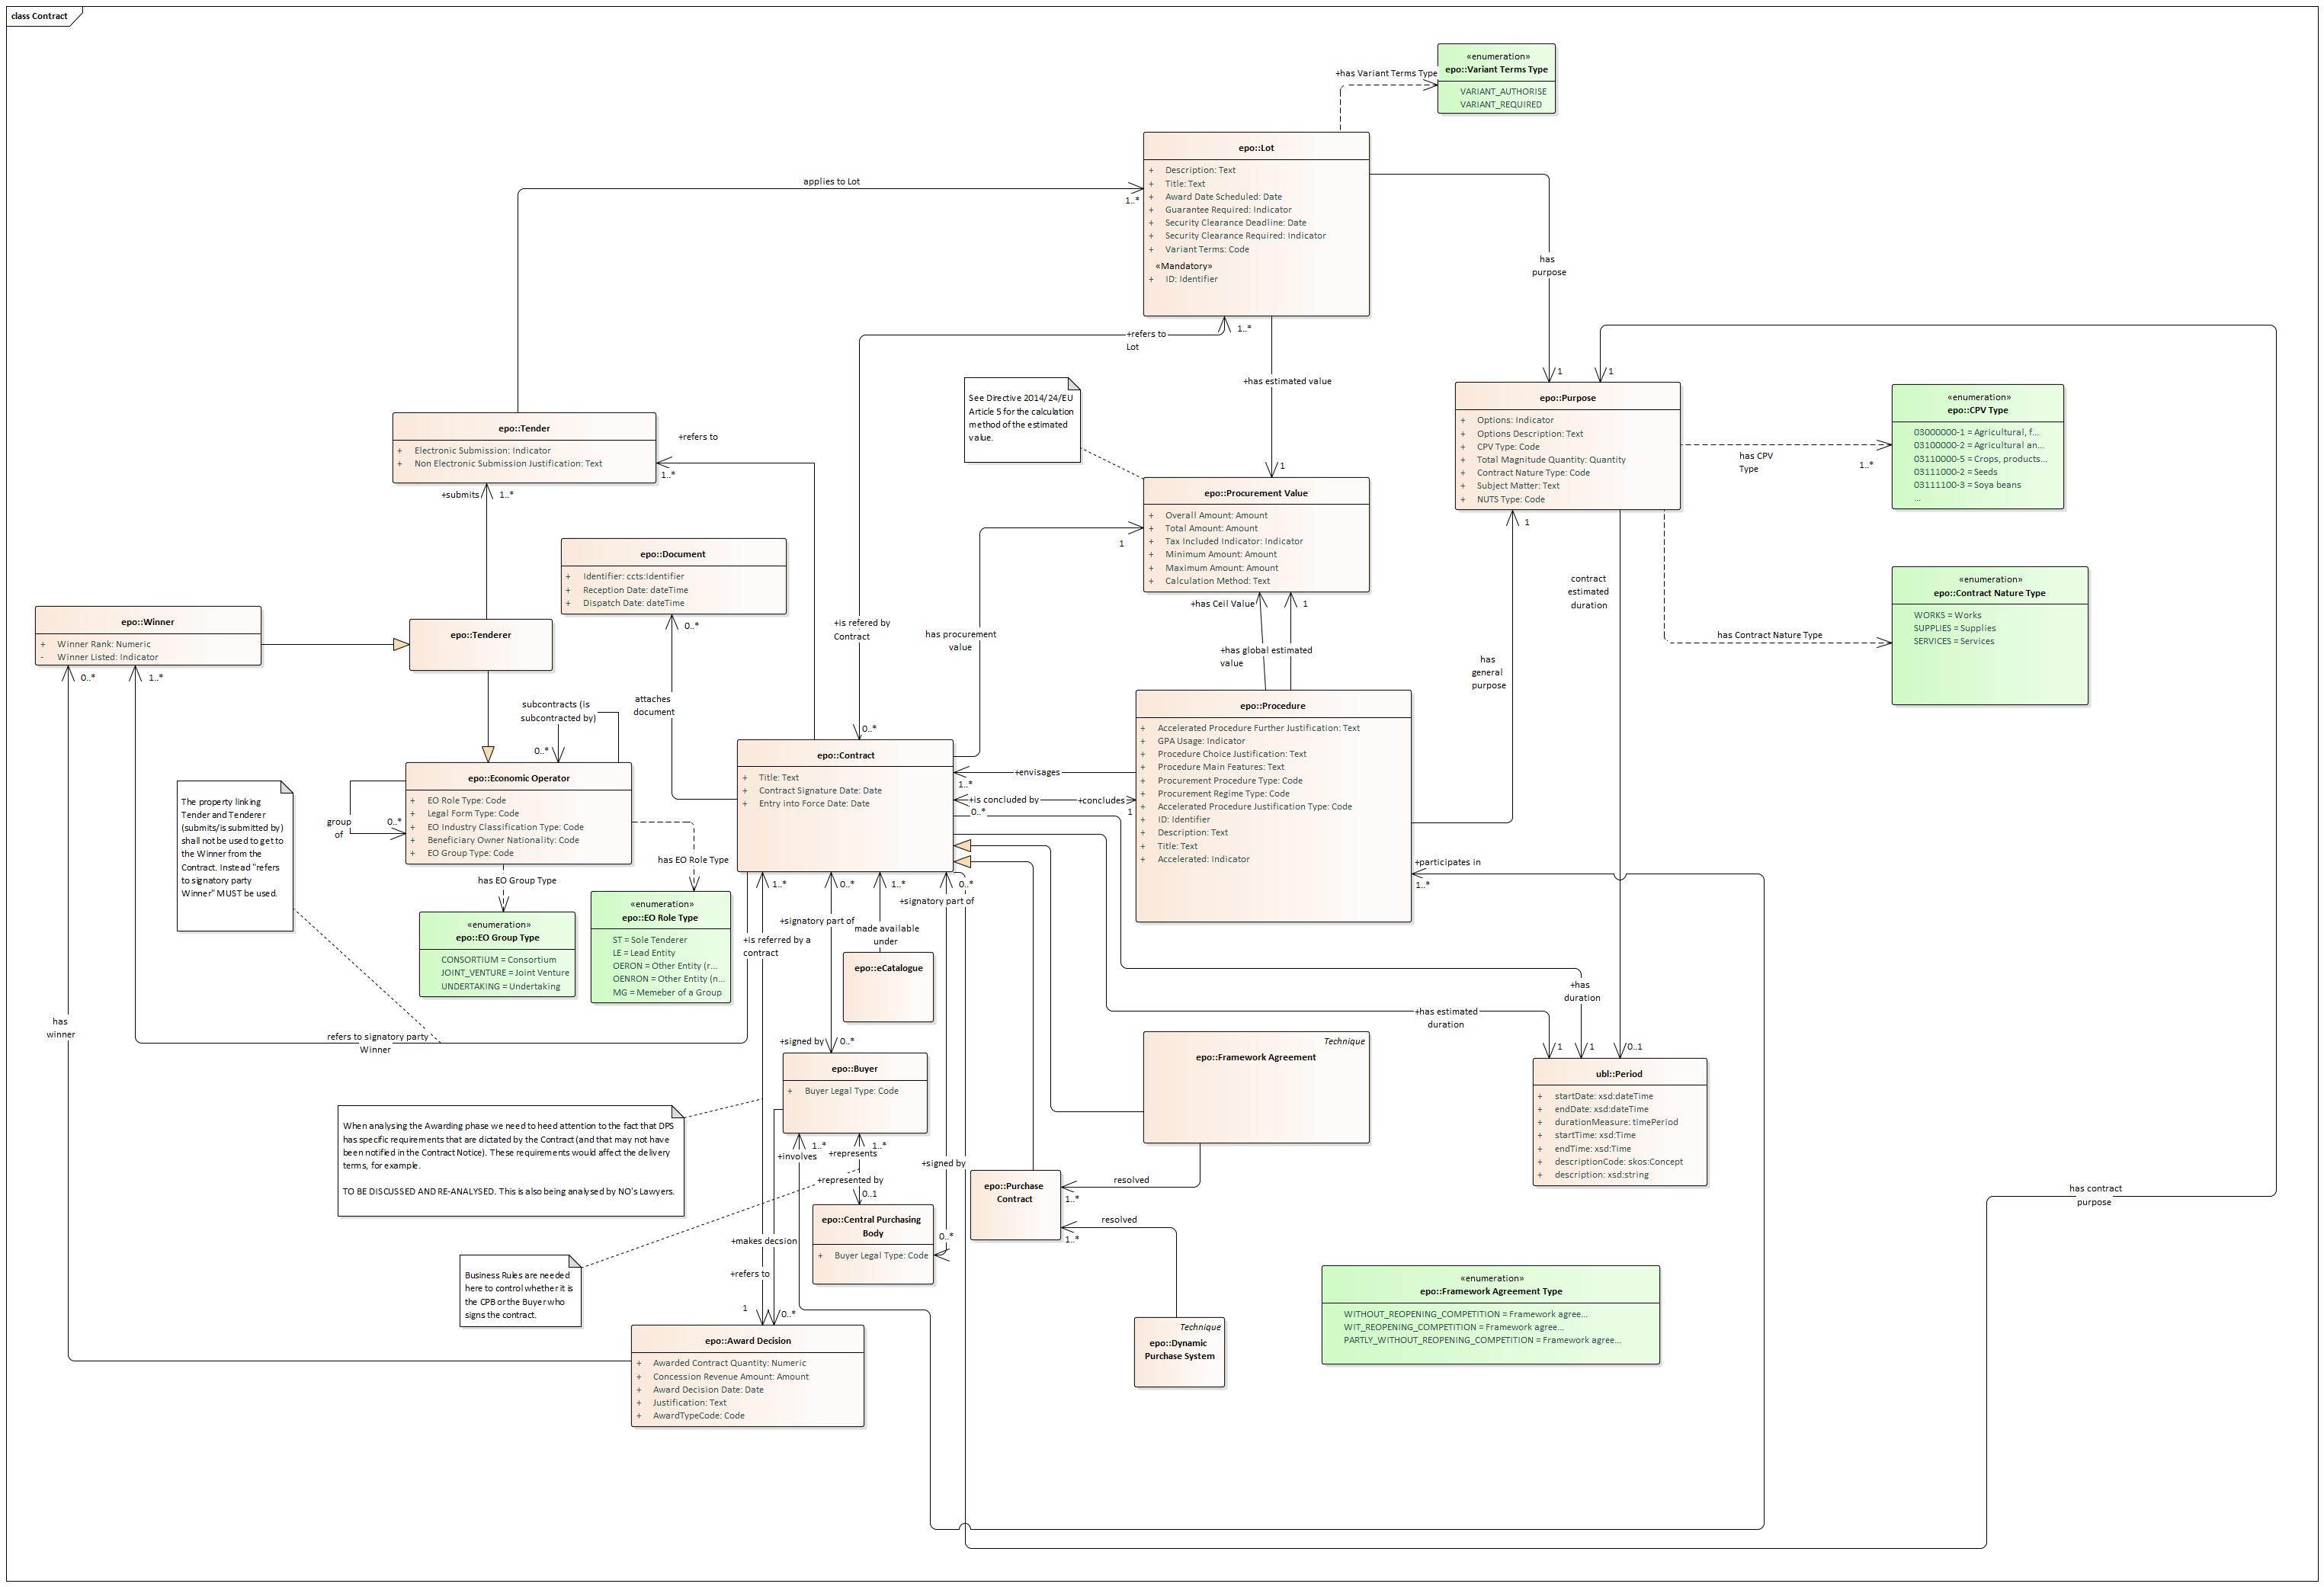 class Contract
«enumeration»
epo::Variant Terms Type
VARIANT_AUTHORISE
VARIANT_REQUIRED
+has Variant Terms Type
epo::Lot
+ Description: Text
+ Title: Text
+ Award Date Scheduled: Date
+ Guarantee Required: Indicator
+ Security Clearance Deadline: Date
+ Security Clearance Required: Indicator
+ Variant Terms: Code
«Mandatory»
+ ID: Identifier
applies to Lot
1..*
has
purpose
+refers to
Lot
1..*
+has estimated value
1
1
1
See Directive 2014/24/EU
Article 5 for the calculation
method of the estimated
value.
epo::Purpose
+ Options: Indicator
+ Options Description: Text
+ CPV Type: Code
+ Total Magnitude Quantity: Quantity
+ Contract Nature Type: Code
+ Subject Matter: Text
+ NUTS Type: Code
has CPV
Type
1..*
«enumeration»
epo::CPV Type
03000000-1 = Agricultural, f...
03100000-2 = Agricultural an...
03110000-5 = Crops, products...
03111000-2 = Seeds
03111100-3 = Soya beans
...
epo::Tender
+ Electronic Submission: Indicator
+ Non Electronic Submission Justification: Text
+refers to
1..*
+submits
1..*
epo::Procurement Value
+ Overall Amount: Amount
+ Total Amount: Amount
+ Tax Included Indicator: Indicator
+ Minimum Amount: Amount
+ Maximum Amount: Amount
+ Calculation Method: Text
1
+has Ceil Value
1
+has global estimated
value
1
epo::Document
+ Identifier: ccts:Identifier
+ Reception Date: dateTime
+ Dispatch Date: dateTime
0..*
contract
estimated
duration
«enumeration»
epo::Contract Nature Type
WORKS = Works
SUPPLIES = Supplies
SERVICES = Services
has Contract Nature Type
epo::Winner
+ Winner Rank: Numeric
- Winner Listed: Indicator
0..*
1..*
epo::Tenderer
+is refered by
Contract
has procurement
value
has
general
purpose
attaches
document
subcontracts (is
subcontracted by)
0..*
0..*
epo::Procedure
+ Accelerated Procedure Further Justification: Text
+ GPA Usage: Indicator
+ Procedure Choice Justification: Text
+ Procedure Main Features: Text
+ Procurement Procedure Type: Code
+ Procurement Regime Type: Code
+ Accelerated Procedure Justification Type: Code
+ ID: Identifier
+ Description: Text
+ Title: Text
+ Accelerated: Indicator
epo::Contract
+ Title: Text
+ Contract Signature Date: Date
+ Entry into Force Date: Date
+envisages
1..*
+is concluded by
+concludes
0..*
1
epo::Economic Operator
+ EO Role Type: Code
+ Legal Form Type: Code
+ EO Industry Classification Type: Code
+ Beneficiary Owner Nationality: Code
+ EO Group Type: Code
group
of
0..*
The property linking
Tender and Tenderer
(submits/is submitted by)
shall not be used to get to
the Winner from the
Contract. Instead "refers
to signatory party
Winner" MUST be used.
has EO Role Type
has EO Group Type
+participates in
1..*
«enumeration»
epo::EO Role Type
ST = Sole Tenderer
LE = Lead Entity
OERON = Other Entity (r...
OENRON = Other Entity (n...
MG = Memeber of a Group
«enumeration»
epo::EO Group Type
CONSORTIUM = Consortium
JOINT_VENTURE = Joint Venture
UNDERTAKING = Undertaking
1..*
0..*
1..*
0..*
+signatory part of
+signatory part of
made available
under
+is referred by a
contract
epo::eCatalogue
+has
duration
+has estimated
duration
has
winner
refers to signatory party
Winner
+signed by
0..*
1
1
0..1
Technique
epo::Framework Agreement
epo::Buyer
+ Buyer Legal Type: Code
ubl::Period
+ startDate: xsd:dateTime
+ endDate: xsd:dateTime
+ durationMeasure: timePeriod
+ startTime: xsd:Time
+ endTime: xsd:Time
+ descriptionCode: skos:Concept
+ description: xsd:string
When analysing the Awarding phase we need to heed attention to the fact that DPS
has specific requirements that are dictated by the Contract (and that may not have
been notified in the Contract Notice). These requirements would affect the delivery
terms, for example.
TO BE DISCUSSED AND RE-ANALYSED. This is also being analysed by NO's Lawyers.
1..*
1..*
+involves
+represents
+signed by
+represented by
0..1
epo::Purchase
Contract
resolved
1..*
resolved
1..*
has contract
purpose
epo::Central Purchasing
Body
+ Buyer Legal Type: Code
0..*
+makes decsion
+refers to
1
0..*
Business Rules are needed
here to control whether it is
the CPB or the Buyer who
signs the contract.
«enumeration»
epo::Framework Agreement Type
WITHOUT_REOPENING_COMPETITION = Framework agree...
WIT_REOPENING_COMPETITION = Framework agree...
PARTLY_WITHOUT_REOPENING_COMPETITION = Framework agree...
Technique
epo::Dynamic
Purchase System
epo::Award Decision
+ Awarded Contract Quantity: Numeric
+ Concession Revenue Amount: Amount
+ Award Decision Date: Date
+ Justification: Text
+ AwardTypeCode: Code